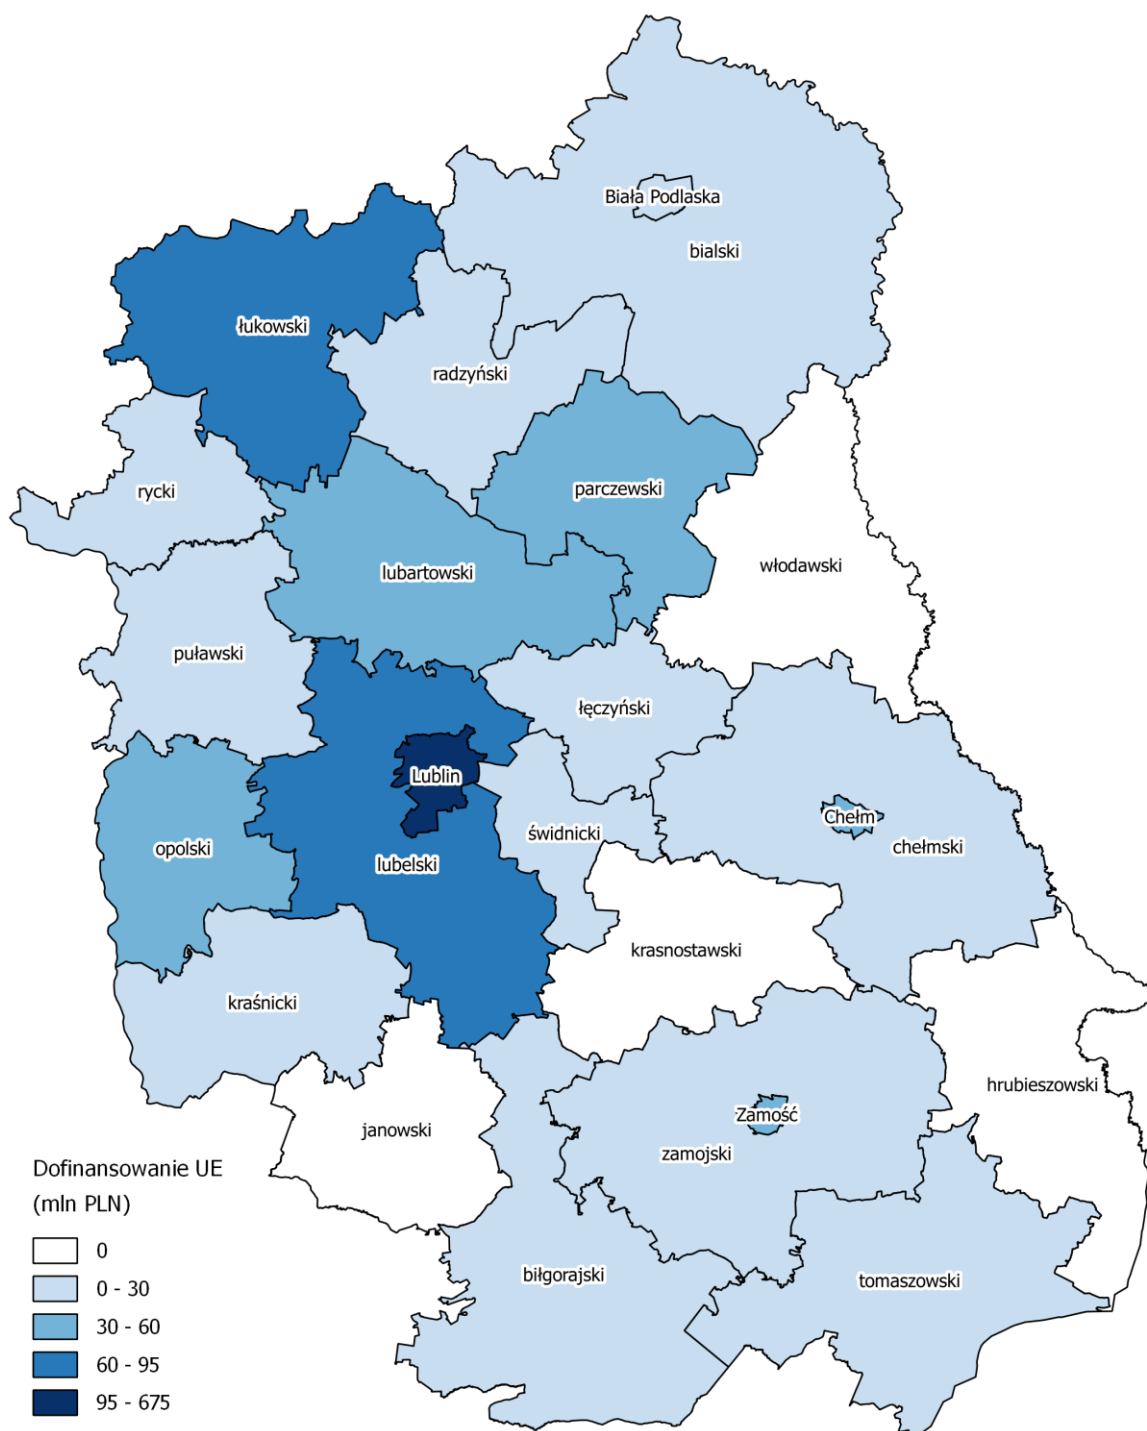 Biała Podlaska
bialski
łukowski
radzyński
rycki
parczewski
włodawski
lubartowski
puławski
łęczyński
Lublin
Chełm
świdnicki
opolski
lubelski
chełmski
krasnostawski
kraśnicki
hrubieszowski
Zamość
janowski
zamojski
Dofinansowanie UE
(mln PLN)
0
0 - 30
30 - 60
60 - 95
95 - 675
biłgorajski
tomaszowski